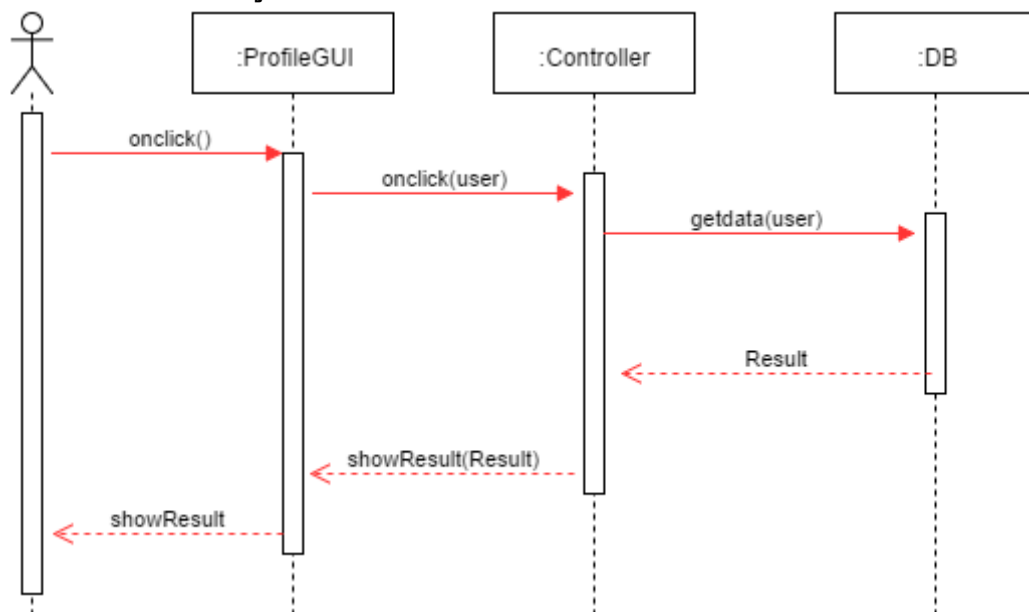 :ProfileGUI
:Controller
:DB
onclick()
onclick(user)
getdata(user)
Result
showResult(Result)
showResult